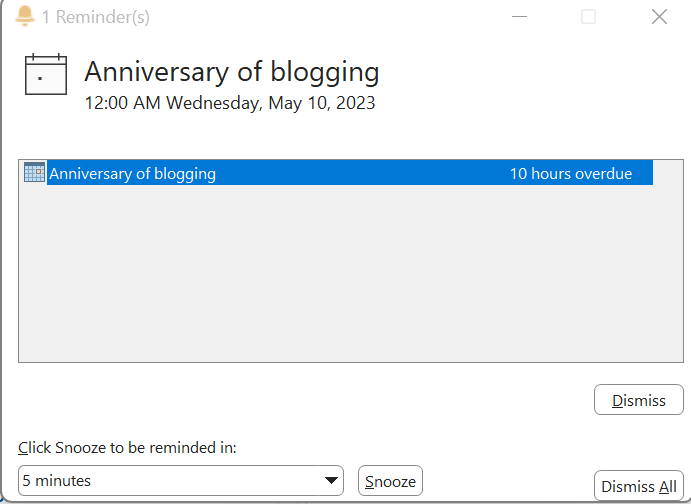 1 Reminder(s)
Anniversary of blogging
12:00 AM Wednesday, May 10, 2023
Anniversary of blogging 10 hours overdue
Dismiss
Click Snooze to be reminded in:
5 minutes Snooze Dismiss All